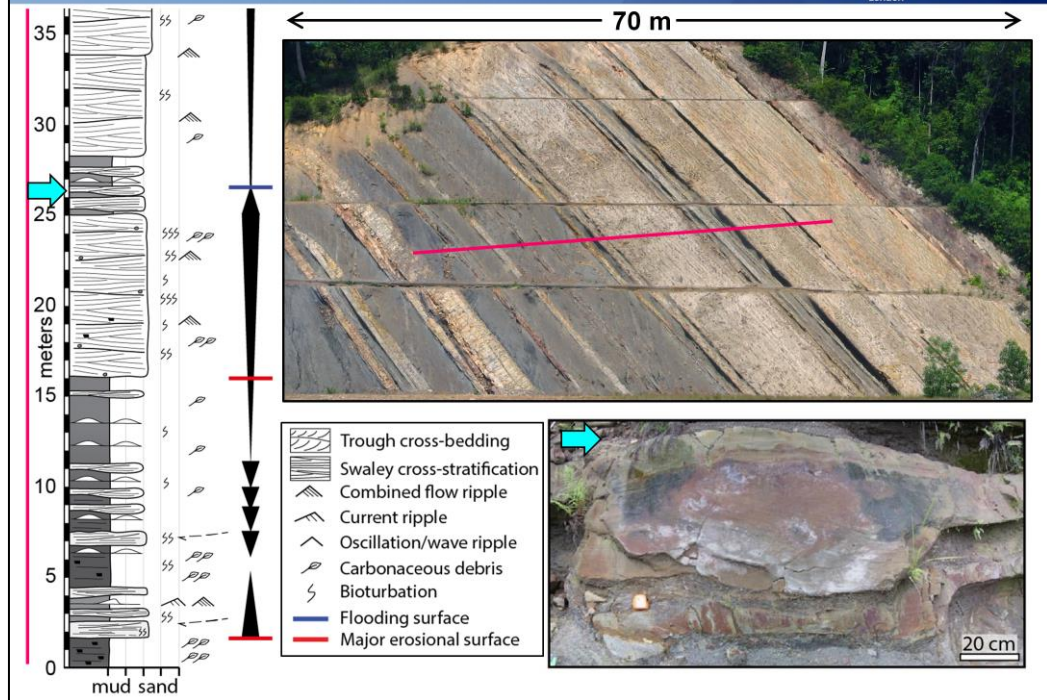 London
70 m
35
30
25
20
15
10
5
0
meters
mud sand
Trough cross-bedding
Swaley cross-stratification
Combined flow ripple
Current ripple
Oscillation/wave ripple
Carbonaceous debris
Bioturbation
Flooding surface
Major erosional surface
20 cm